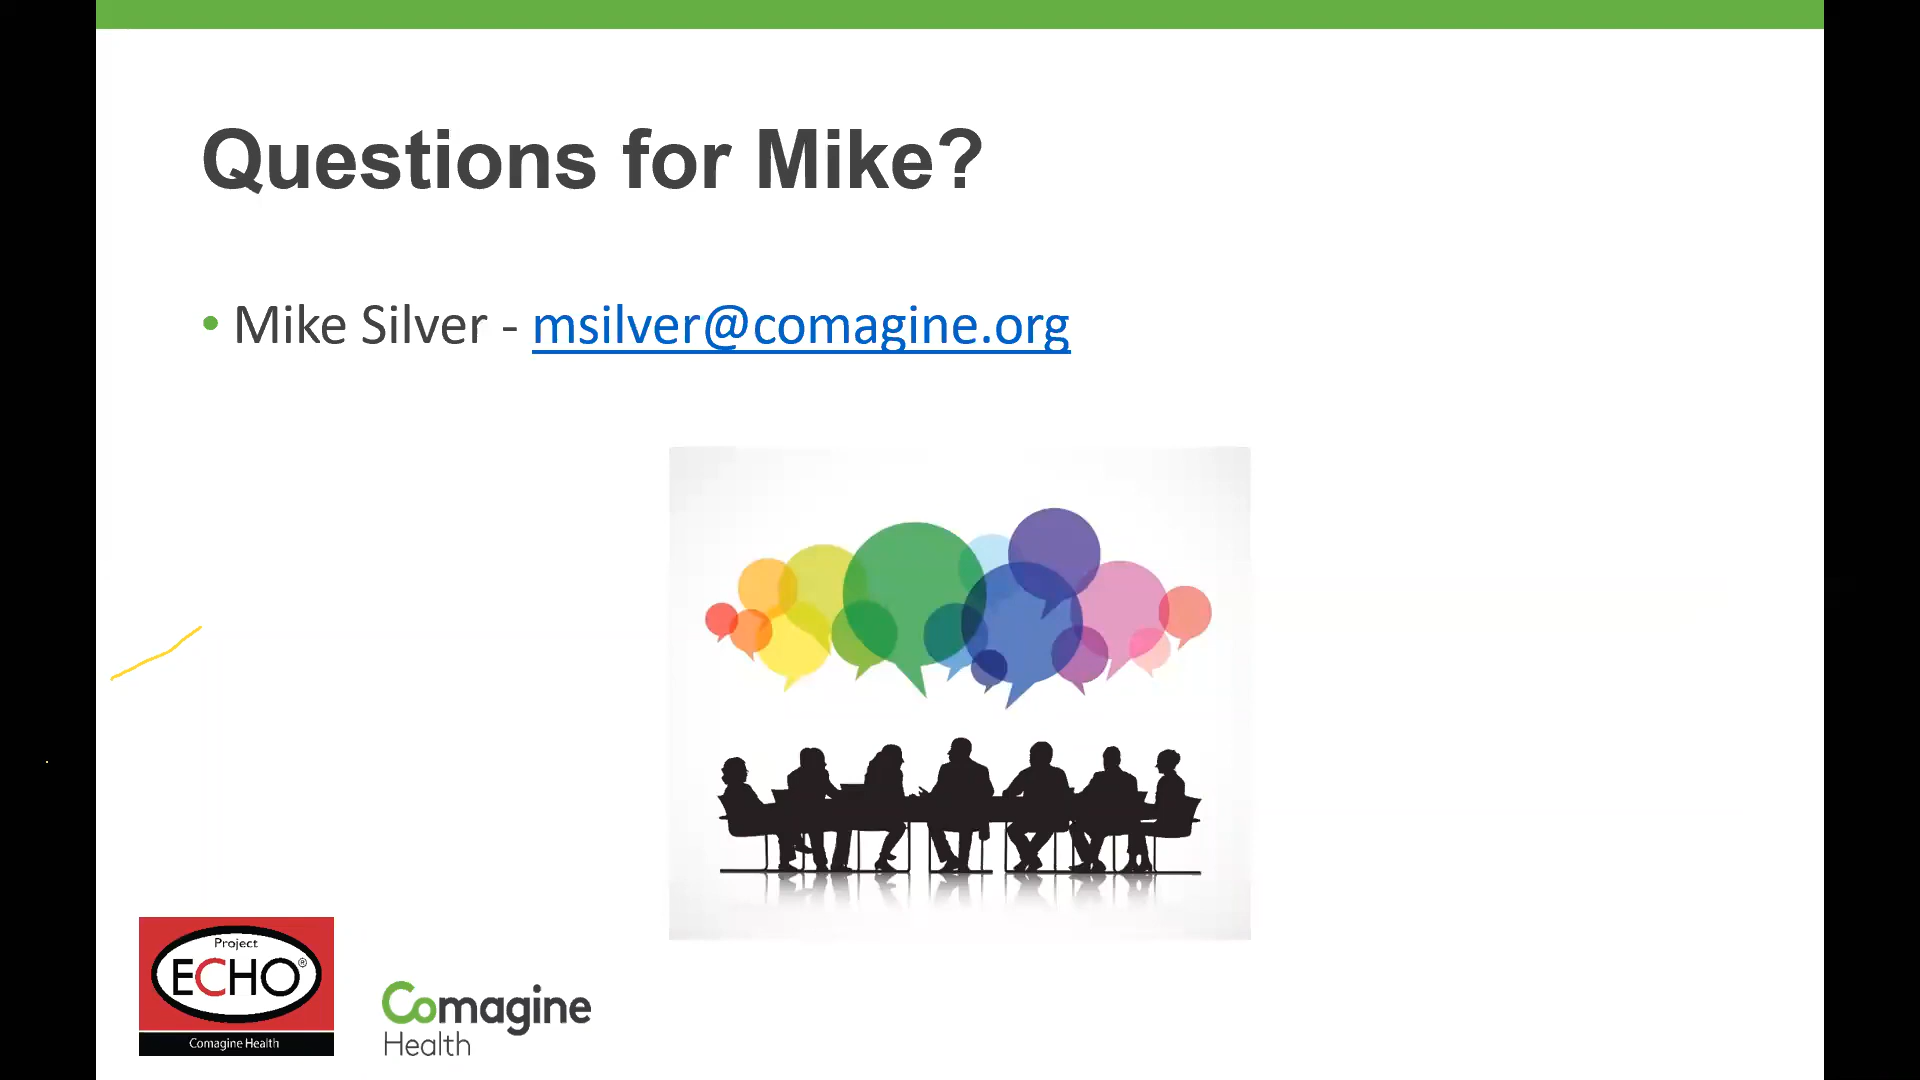 Questions for Mike?
• Mike Silver - msilver@comagine.org
Project
ECHO®
Comagine Health
Comagine
Health